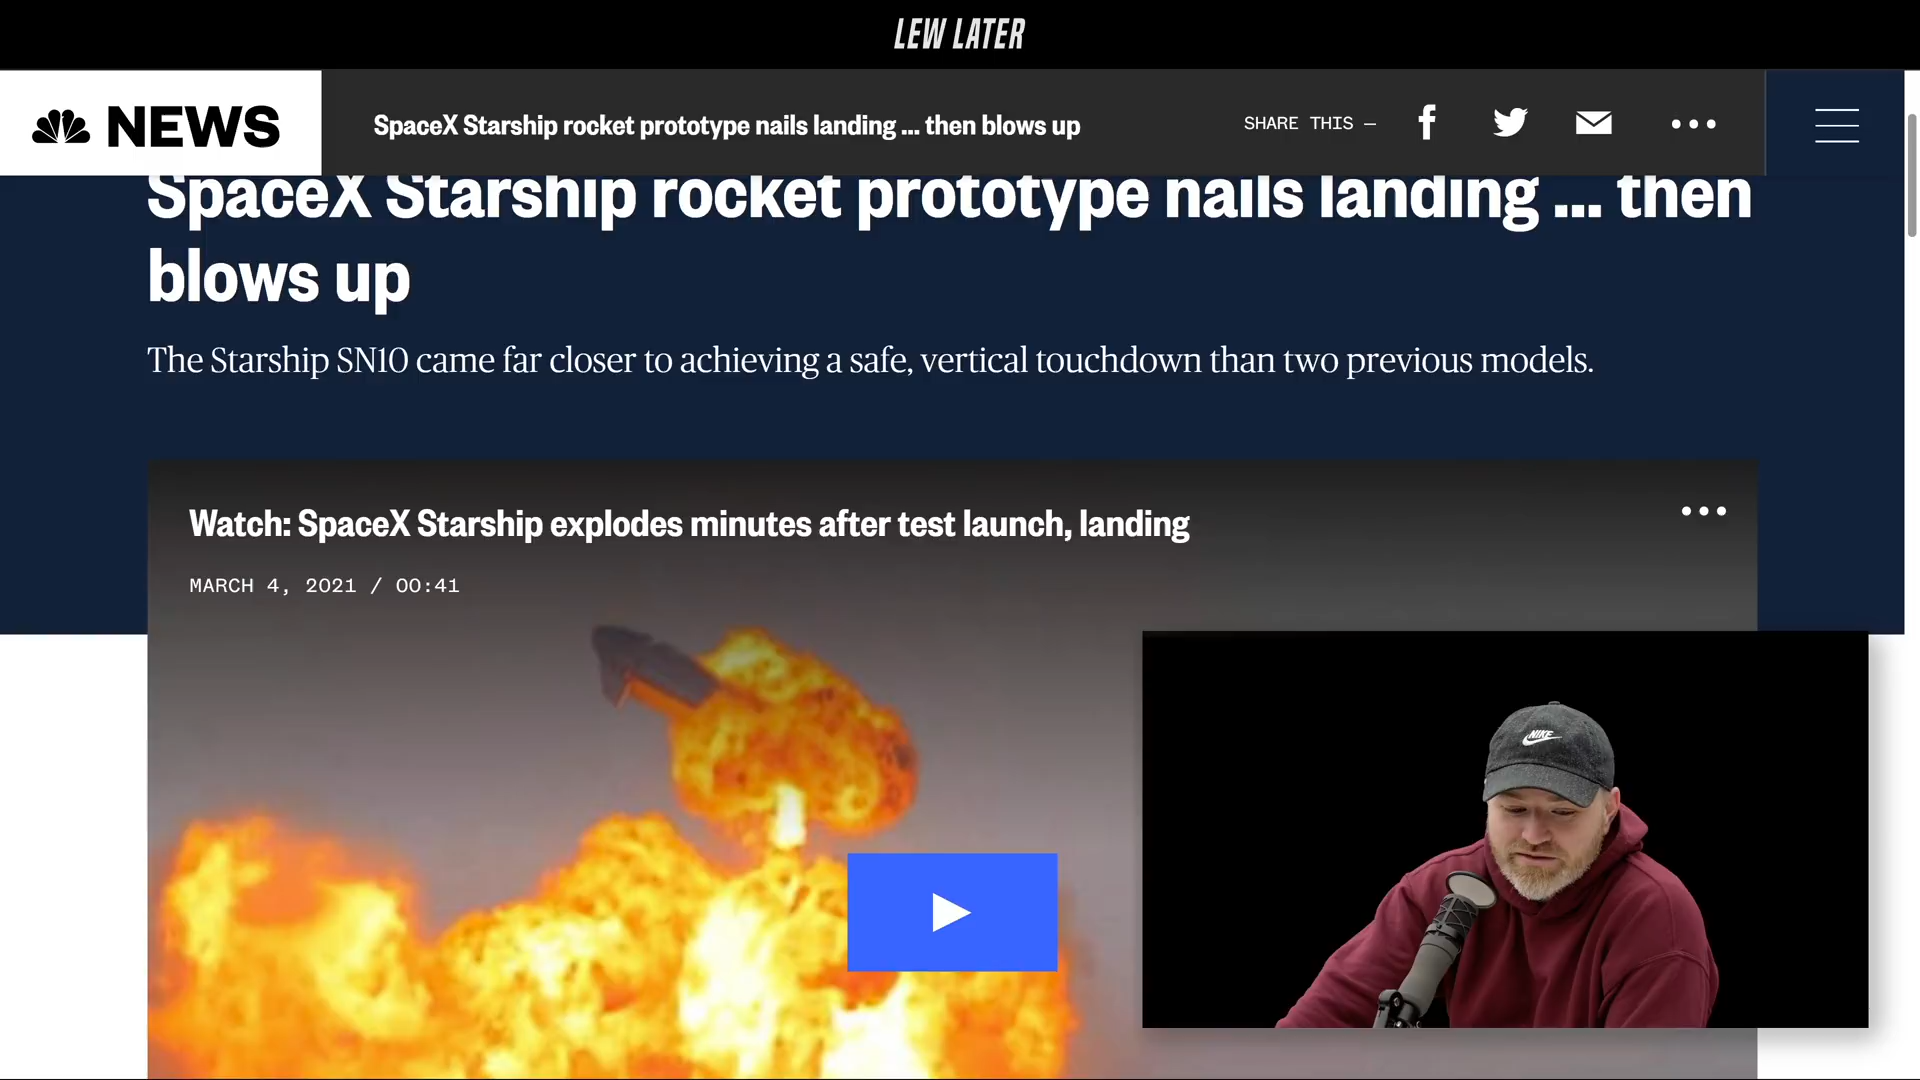 LEW LATER
NEWS
SpaceX Starship rocket prototype nails landing ... then blows up
SHARE THIS —
SpaceX Starship rocket prototype nails landing ... then
blows up
The Starship SN10 came far closer to achieving a safe, vertical touchdown than two previous models.
Watch: SpaceX Starship explodes minutes after test launch, landing
MARCH 4, 2021 / 00:41
NIKE